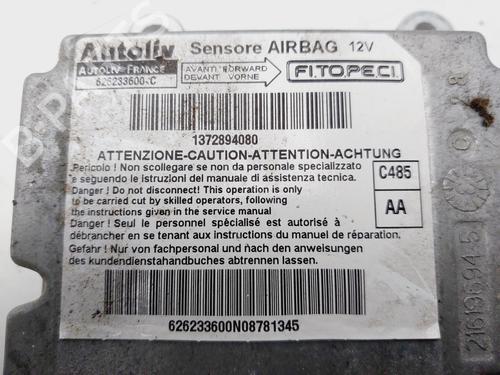 Autoliv Sensore AIRBAG 12V
AUTOLIV-FRANCE
626233600-C
AVANTI FORWARD
DEVANT VORNE
FI.TO.PE.CI.
1372894080
ATTENZIONE-CAUTION-ATTENTION-ACHTUNG
Pericolo ! Non scollegare se non da personale specializzato
e seguendo le istruzioni del manuale di assistenza tecnica.
Danger ! Do not disconnect! This operation is only
to be carried out by skilled operators, following
the instructions given in the service manual
Danger ! Seul le personnel spécialisé est autorisé à
débrancher en se tenant aux instructions du manuel de réparation.
Gefahr ! Nur von fachpersonal und nach den anweisungen
des kundendienstahandbuches abtrennen lassen.
C485
AA
626233600N08781345
216196945